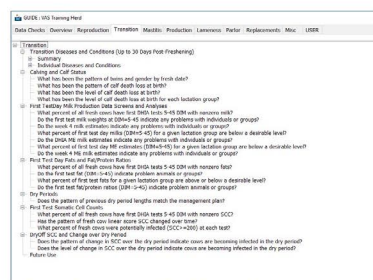 GUIDE : VAS Training Herd
Data Checks Overview Reproduction Transition Mastitis Production Lameness Parlor Replacements Misc USER
Transition
Transition Diseases and Conditions (Up to 30 Days Post-Freshening)
Summary
Individual Diseases and Conditions
Calving and Calf Status
What has been the pattern of twins and gender by fresh date?
What has been the pattern of calf death loss at birth?
What has been the level of calf death loss at birth?
What has been the level of calf death loss at birth for each lactation group?
First TestDay Milk Production Data Screens and Analyses
What percent of all fresh cows have first DHIA tests 5-45 DIM with nonzero milk?
Do the first test milk weights at DIM=5-45 indicate any problems with individuals or groups?
Do the week 4 milk estimates indicate any problems with individuals or groups?
What percent of first test day milks (DIM=5-45) for a given lactation group are below a desirable level?
Do the DHIA ME milk estimates indicate any problems with individuals or groups?
What percent of first test day ME estimates (DIM=5-45) for a given lactation group are below a desirable level?
Do the week 4 ME milk estimates indicate any problems with individuals or groups?
First Test Day Fats and Fat/Protein Ratios
What percent of all fresh cows have first DHIA tests 5-45 DIM with nonzero fats?
Do the first test fat (DIM=5-45) indicate problem animals or groups?
What percent of first test fats for a given lactation group are above or below a desirable level?
Do the first test fat/protein ratios (DIM=5-45) indicate problem animals or groups?
Dry Periods
Does the pattern of previous dry period lengths match the management plan?
First Test Somatic Cell Counts
What percent of all fresh cows have first DHIA tests 5-45 DIM with nonzero SCC?
Has the pattern of fresh cow linear score SCC changed over time?
What percent of fresh cows were potentially infected (SCC>=200) at each test?
DryOff SCC and Change over Dry Period
Does the pattern of change in SCC over the dry period indicate cows are becoming infected in the dry period?
Does the level of change in SCC over the dry period indicate cows are becoming infected in the dry period?
Future Use